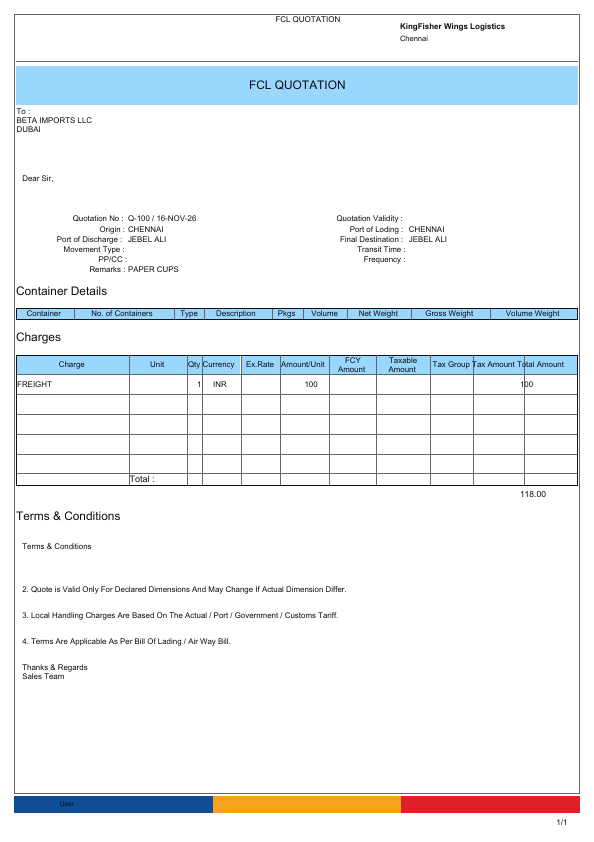 FCL QUOTATION
KingFisher Wings Logistics
Chennai
FCL QUOTATION
To :
BETA IMPORTS LLC
DUBAI
Dear Sir,
Quotation No : Q-100 / 16-NOV-26 Quotation Validity :
Origin : CHENNAI Port of Loding : CHENNAI
Port of Discharge : JEBEL ALI Final Destination : JEBEL ALI
Movement Type : Transit Time :
PP/CC : Frequency :
Remarks : PAPER CUPS
Container Details
Container No. of Containers Type Description Pkgs Volume Net Weight Gross Weight Volume Weight
Charges
Charge Unit Qty Currency Ex.Rate Amount/Unit FCY Amount Taxable Amount Tax Group Tax Amount Total Amount
FREIGHT 1 INR 100 100
Total :
118.00
Terms & Conditions
Terms & Conditions
2. Quote is Valid Only For Declared Dimensions And May Change If Actual Dimension Differ.
3. Local Handling Charges Are Based On The Actual / Port / Government / Customs Tariff.
4. Terms Are Applicable As Per Bill Of Lading / Air Way Bill.
Thanks & Regards
Sales Team
User :
1/1